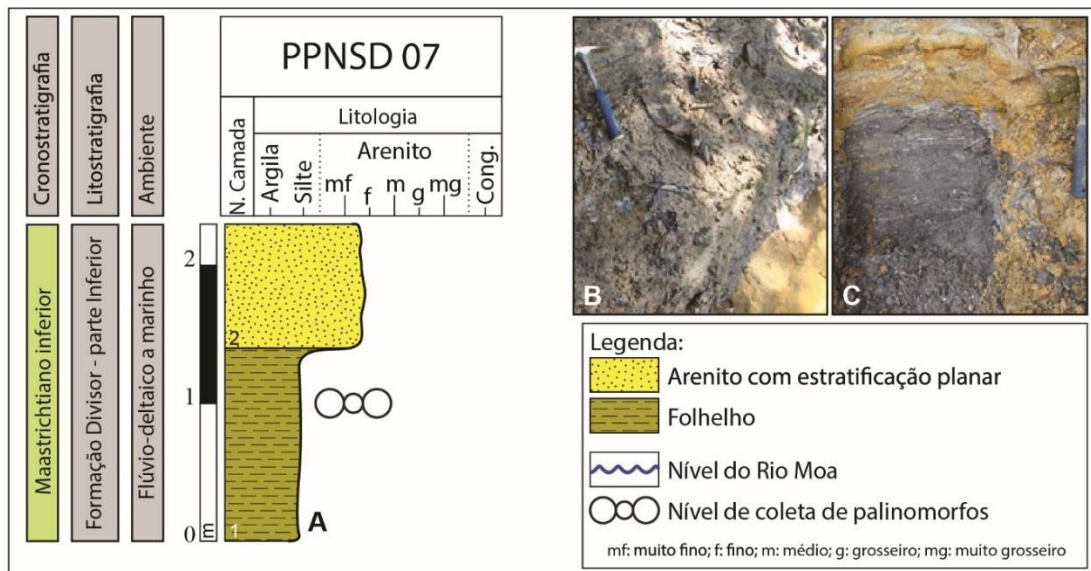 Cronostratigrafia
Litostratigrafia
Ambiente
PPNSD 07
N. Camada
Litologia
Argila
Silte
Arenito
mf
f
m
g
mg
Cong.
Maastrichtiano inferior
Formação Divisor - parte Inferior
Flúvio-deltaico a marinho
2
1
0
m
2
1
A
B
C
Legenda:
Arenito com estratificação planar
Folhelho
Nível do Rio Moa
Nível de coleta de palinomorfos
mf: muito fino; f: fino; m: médio; g: grosseiro; mg: muito grosseiro